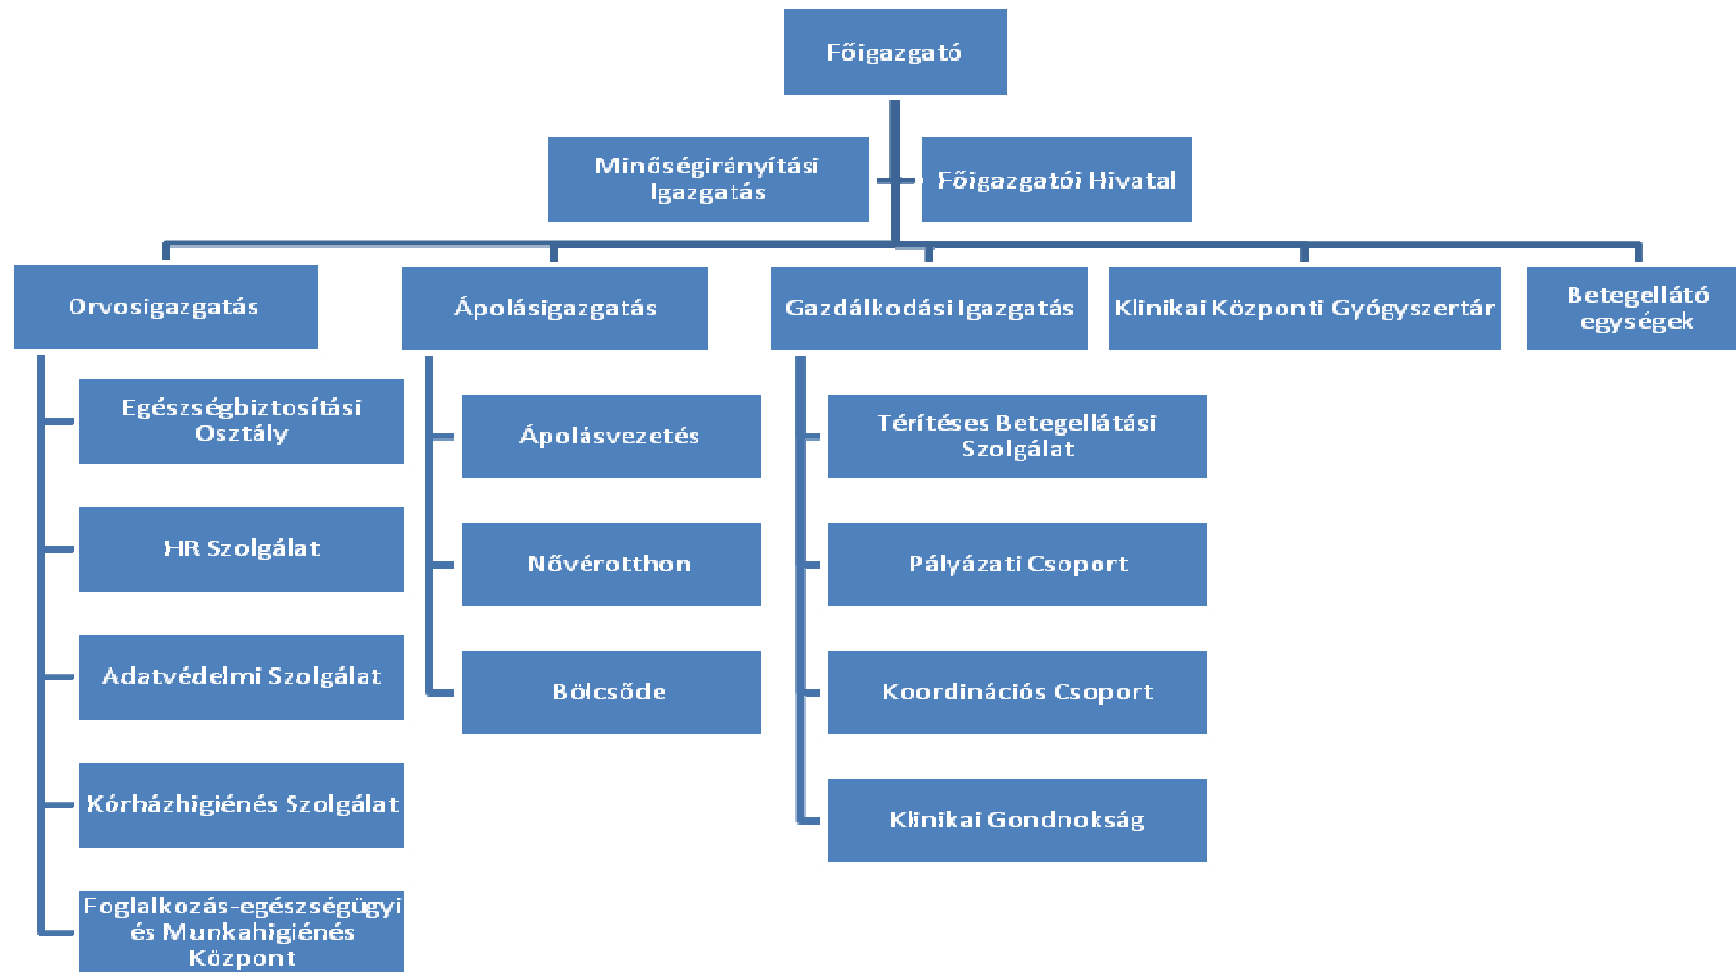 Főigazgató
Minőségirányítási
Igazgatás
Főigazgatói Hivatal
Orvosigazgatás
Ápolásigazgatás
Gazdálkodási Igazgatás
Klinikai Központi Gyógyszertár
Betegellátó
egységek
Egészségbiztosítási
Osztály
HR Szolgálat
Adatvédelmi Szolgálat
Kórházhigiénés Szolgálat
Foglalkozás-egészségügyi
és Munkahigiénés
Központ
Ápolásvezetés
Nővérotthon
Bölcsőde
Térítéses Betegellátási
Szolgálat
Pályázati Csoport
Koordinációs Csoport
Klinikai Gondnokság